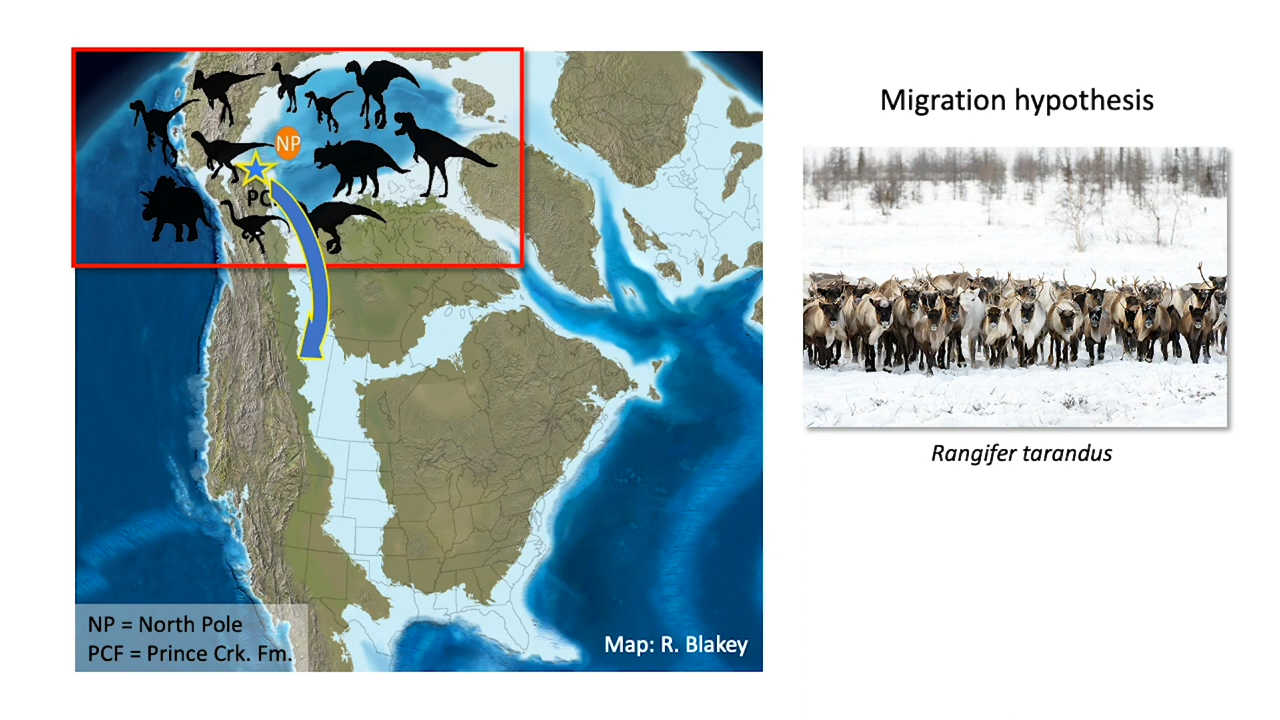 NP
PC
NP = North Pole
PCF = Prince Crk. Fm.
Map: R. Blakey
Migration hypothesis
Rangifer tarandus